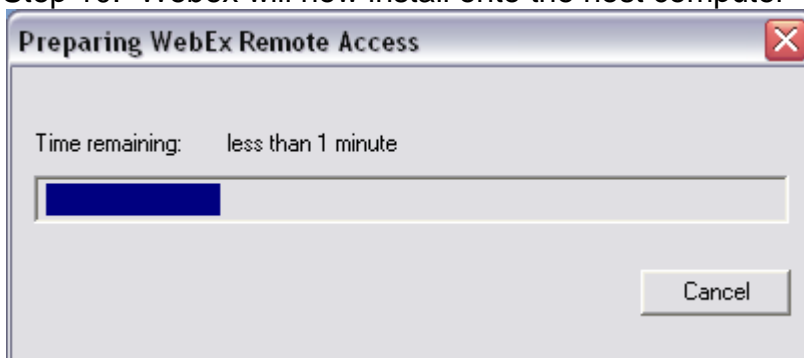 Step 10: Webex will now install onto the host computer
Preparing WebEx Remote Access
Time remaining: less than 1 minute
Cancel